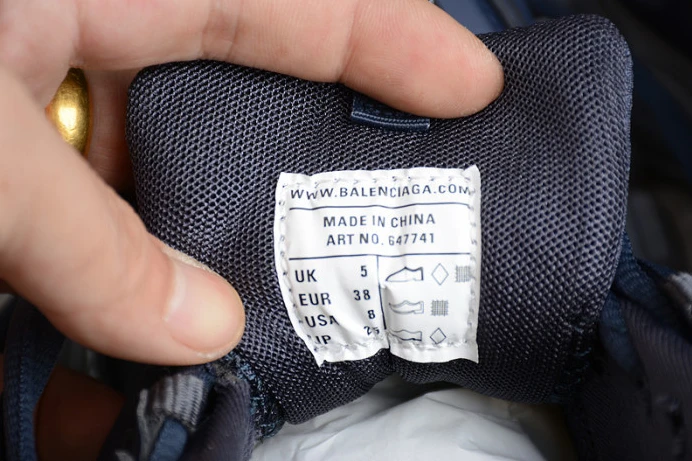 WWW.BALENCIAGA.COM
MADE IN CHINA
ART NO. 647741
UK 5
EUR 38
USA 8